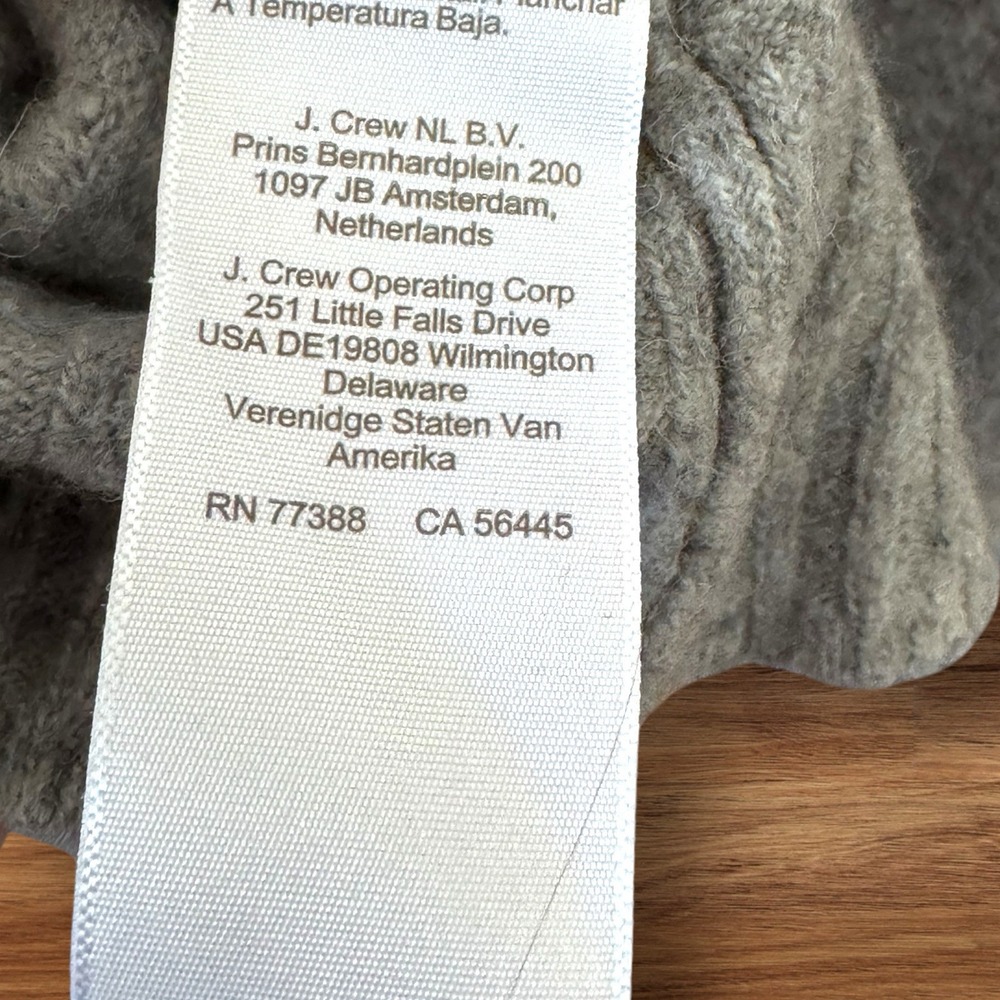 Planchar
A Temperatura Baja.
J. Crew NL B.V.
Prins Bernhardplein 200
1097 JB Amsterdam,
Netherlands
J. Crew Operating Corp
251 Little Falls Drive
USA DE19808 Wilmington
Delaware
Verenidge Staten Van
Amerika
RN 77388 CA 56445